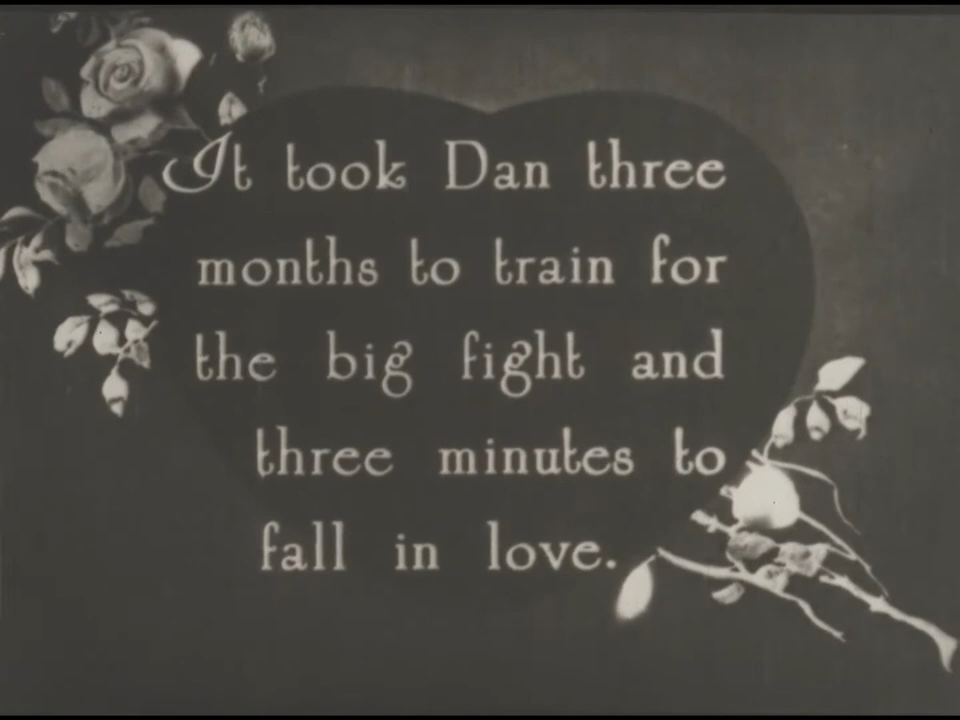 It took Dan three
months to train for
the big fight and
three minutes to
fall in love.